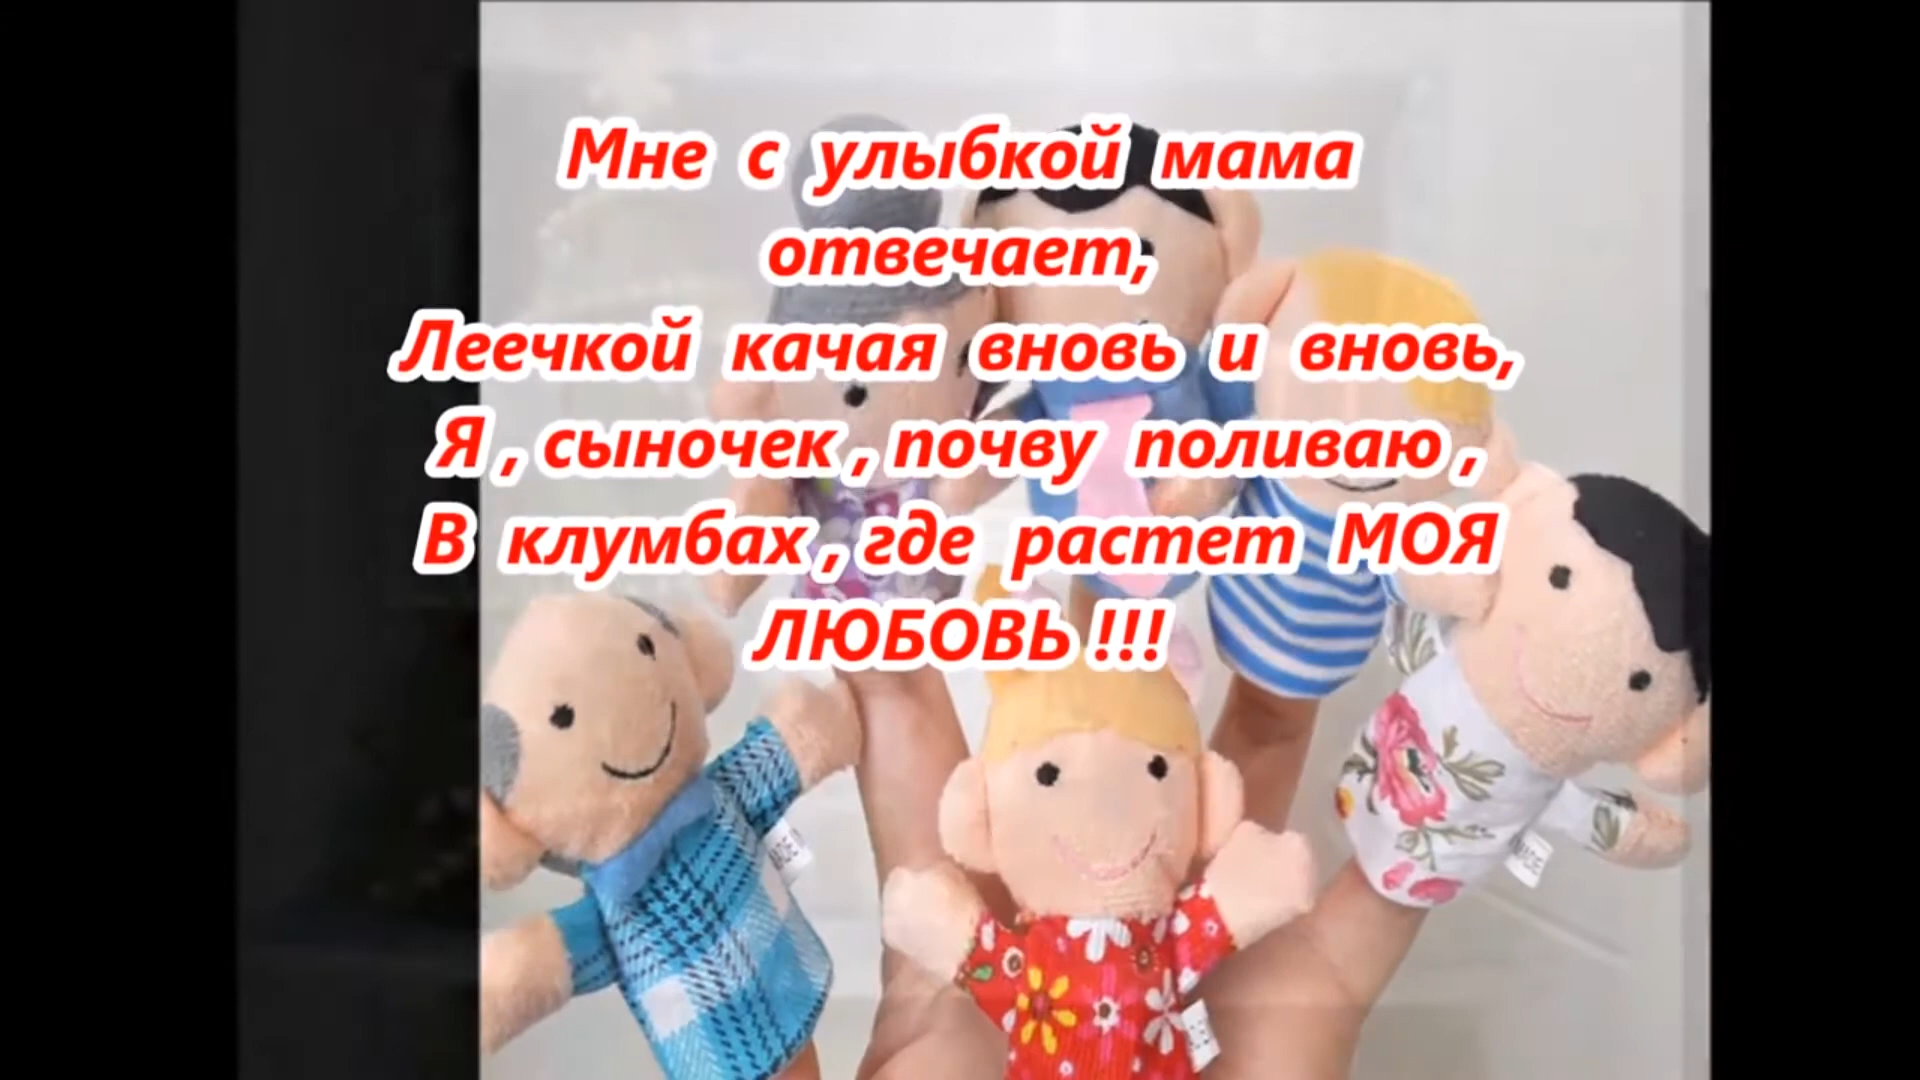 Мне с улыбкой мама
отвечает,
Леечкой качая вновь и вновь,
Я , сыночек , почву поливаю ,
В клумбах , где растет МОЯ
ЛЮБОВЬ !!!